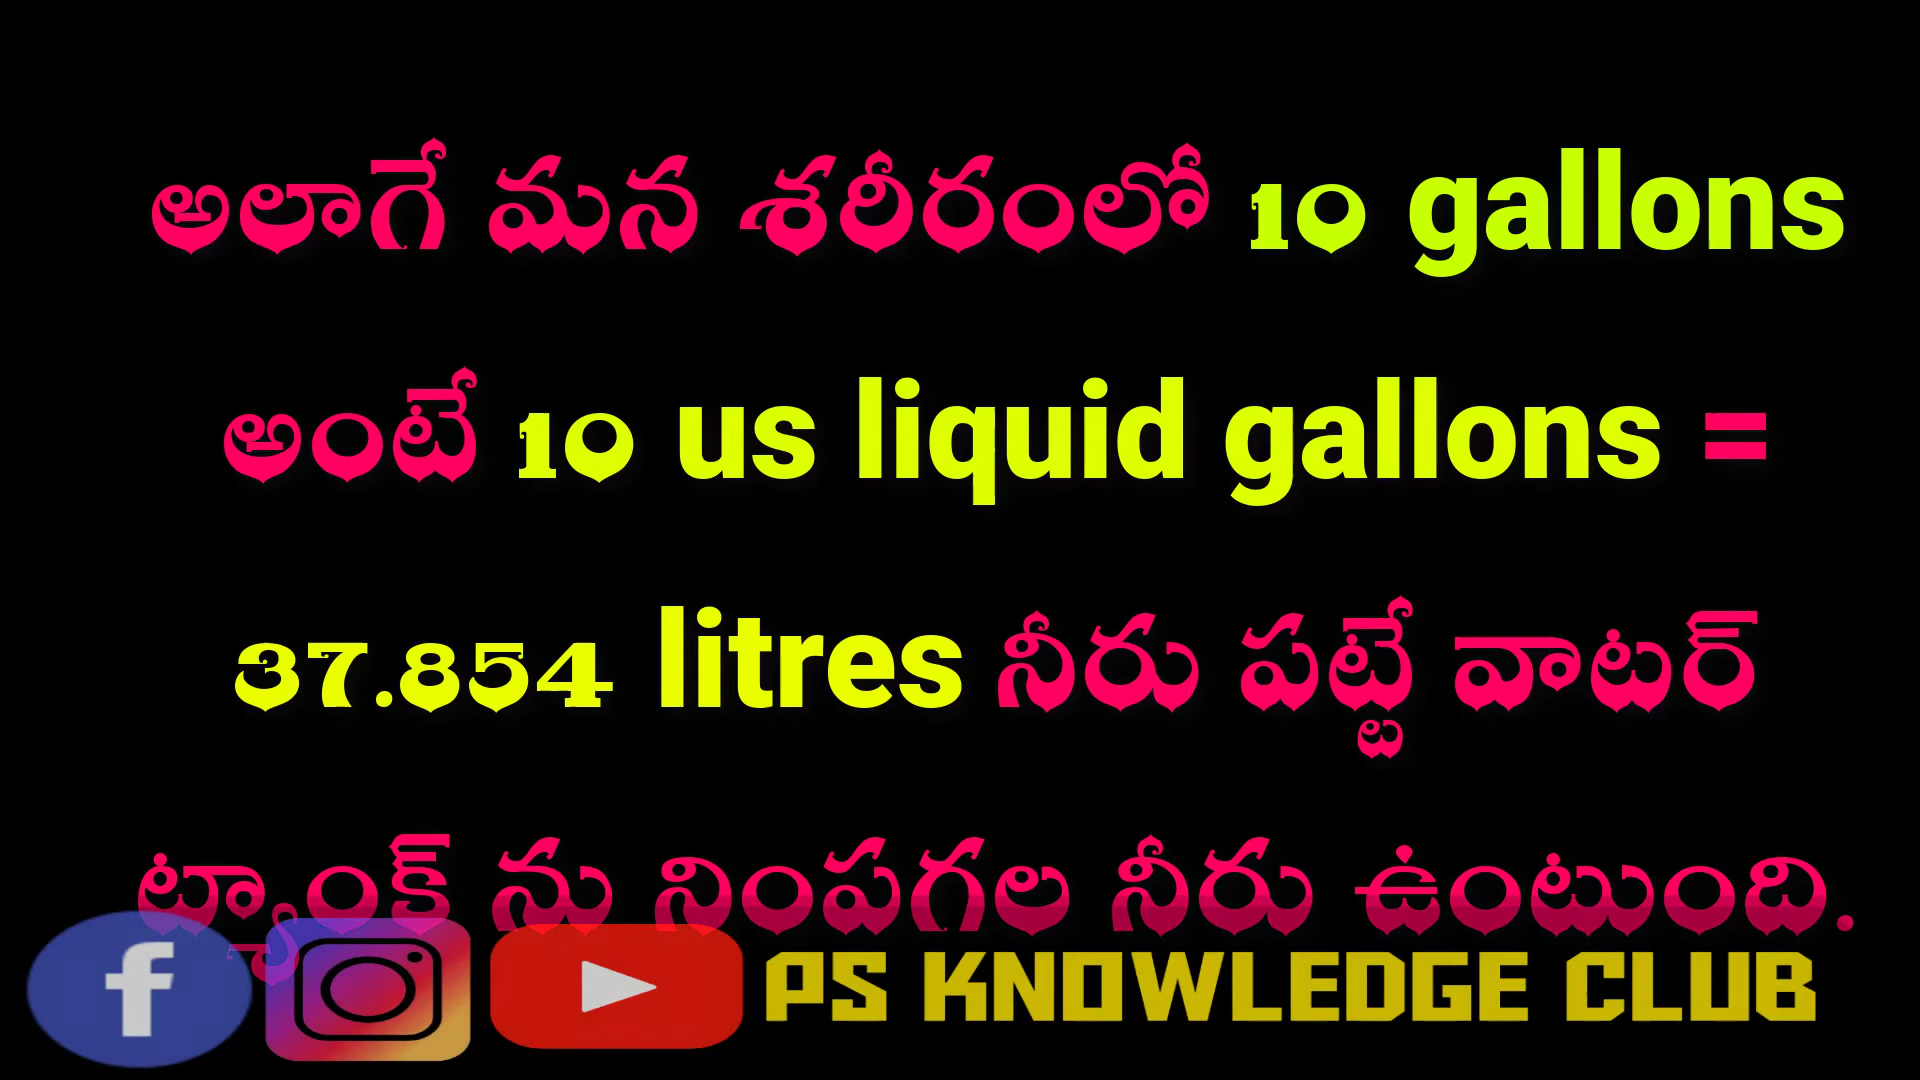 అలాగే మన శరీరంలో 10 gallons
అంటే 10 us liquid gallons =
37.854 litres నీరు పట్టే వాటర్
ట్యాంక్ ను నింపగల నీరు ఉంటుంది.
PS KNOWLEDGE CLUB